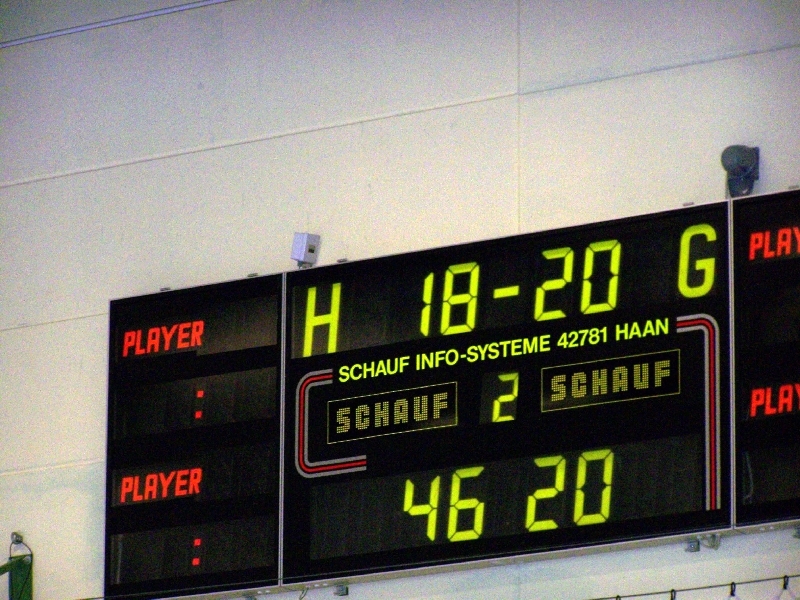 PLAYER
:
PLAYER
:
H 18-20 G
SCHAUF INFO-SYSTEME 42781 HAAN
SCHAUF 2 SCHAUF
46 20
PLAY
PLAY